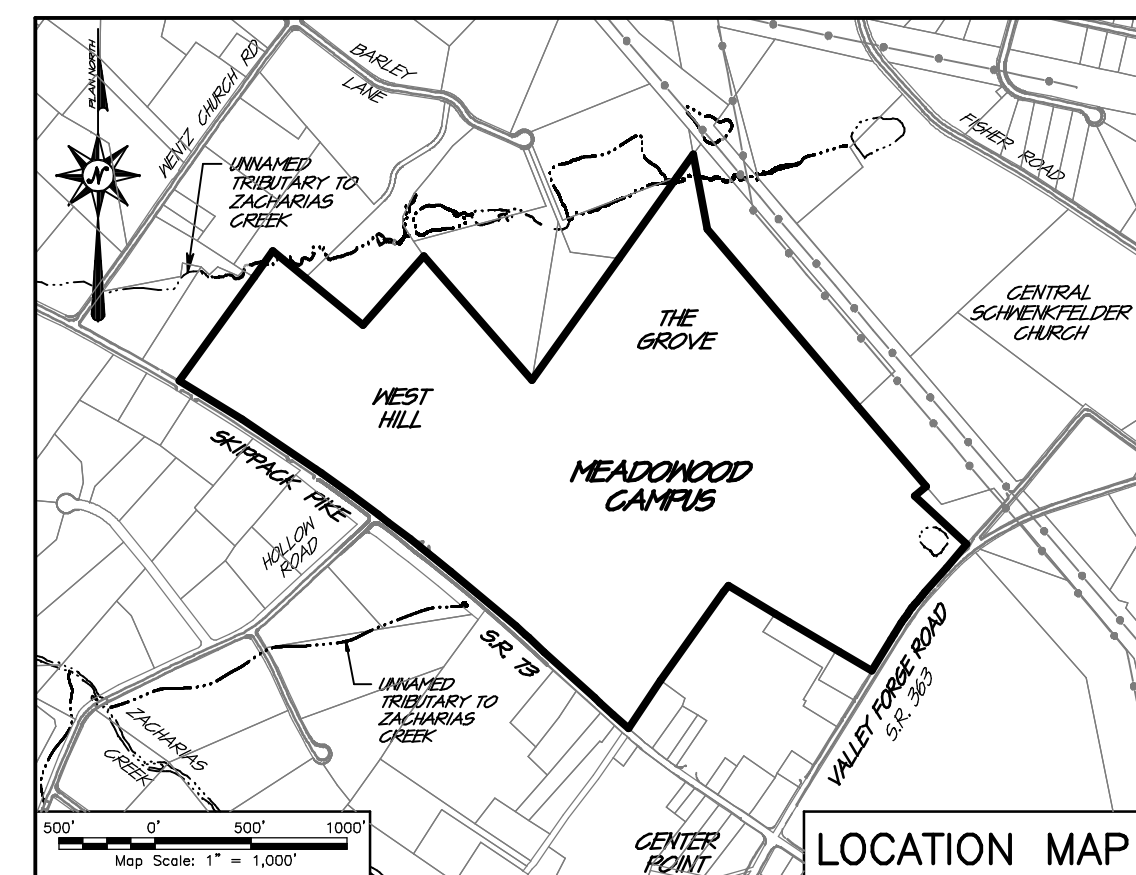 PLAN NORTH
N
WENTZ CHURCH RD
BARLEY
LANE
UNNAMED
TRIBUTARY TO
ZACHARIAS
CREEK
FISHER ROAD
CENTRAL
SCHWENKFELDER
CHURCH
THE
GROVE
WEST
HILL
MEADOWOOD
CAMPUS
SKIPPACK PIKE
HOLLOW
ROAD
S.R. 73
UNNAMED
TRIBUTARY TO
ZACHARIAS
CREEK
ZACHARIAS
CREEK
VALLEY FORGE ROAD
S.R. 363
CENTER
POINT
500' 0' 500' 1000'
Map Scale: 1" = 1,000'
LOCATION MAP